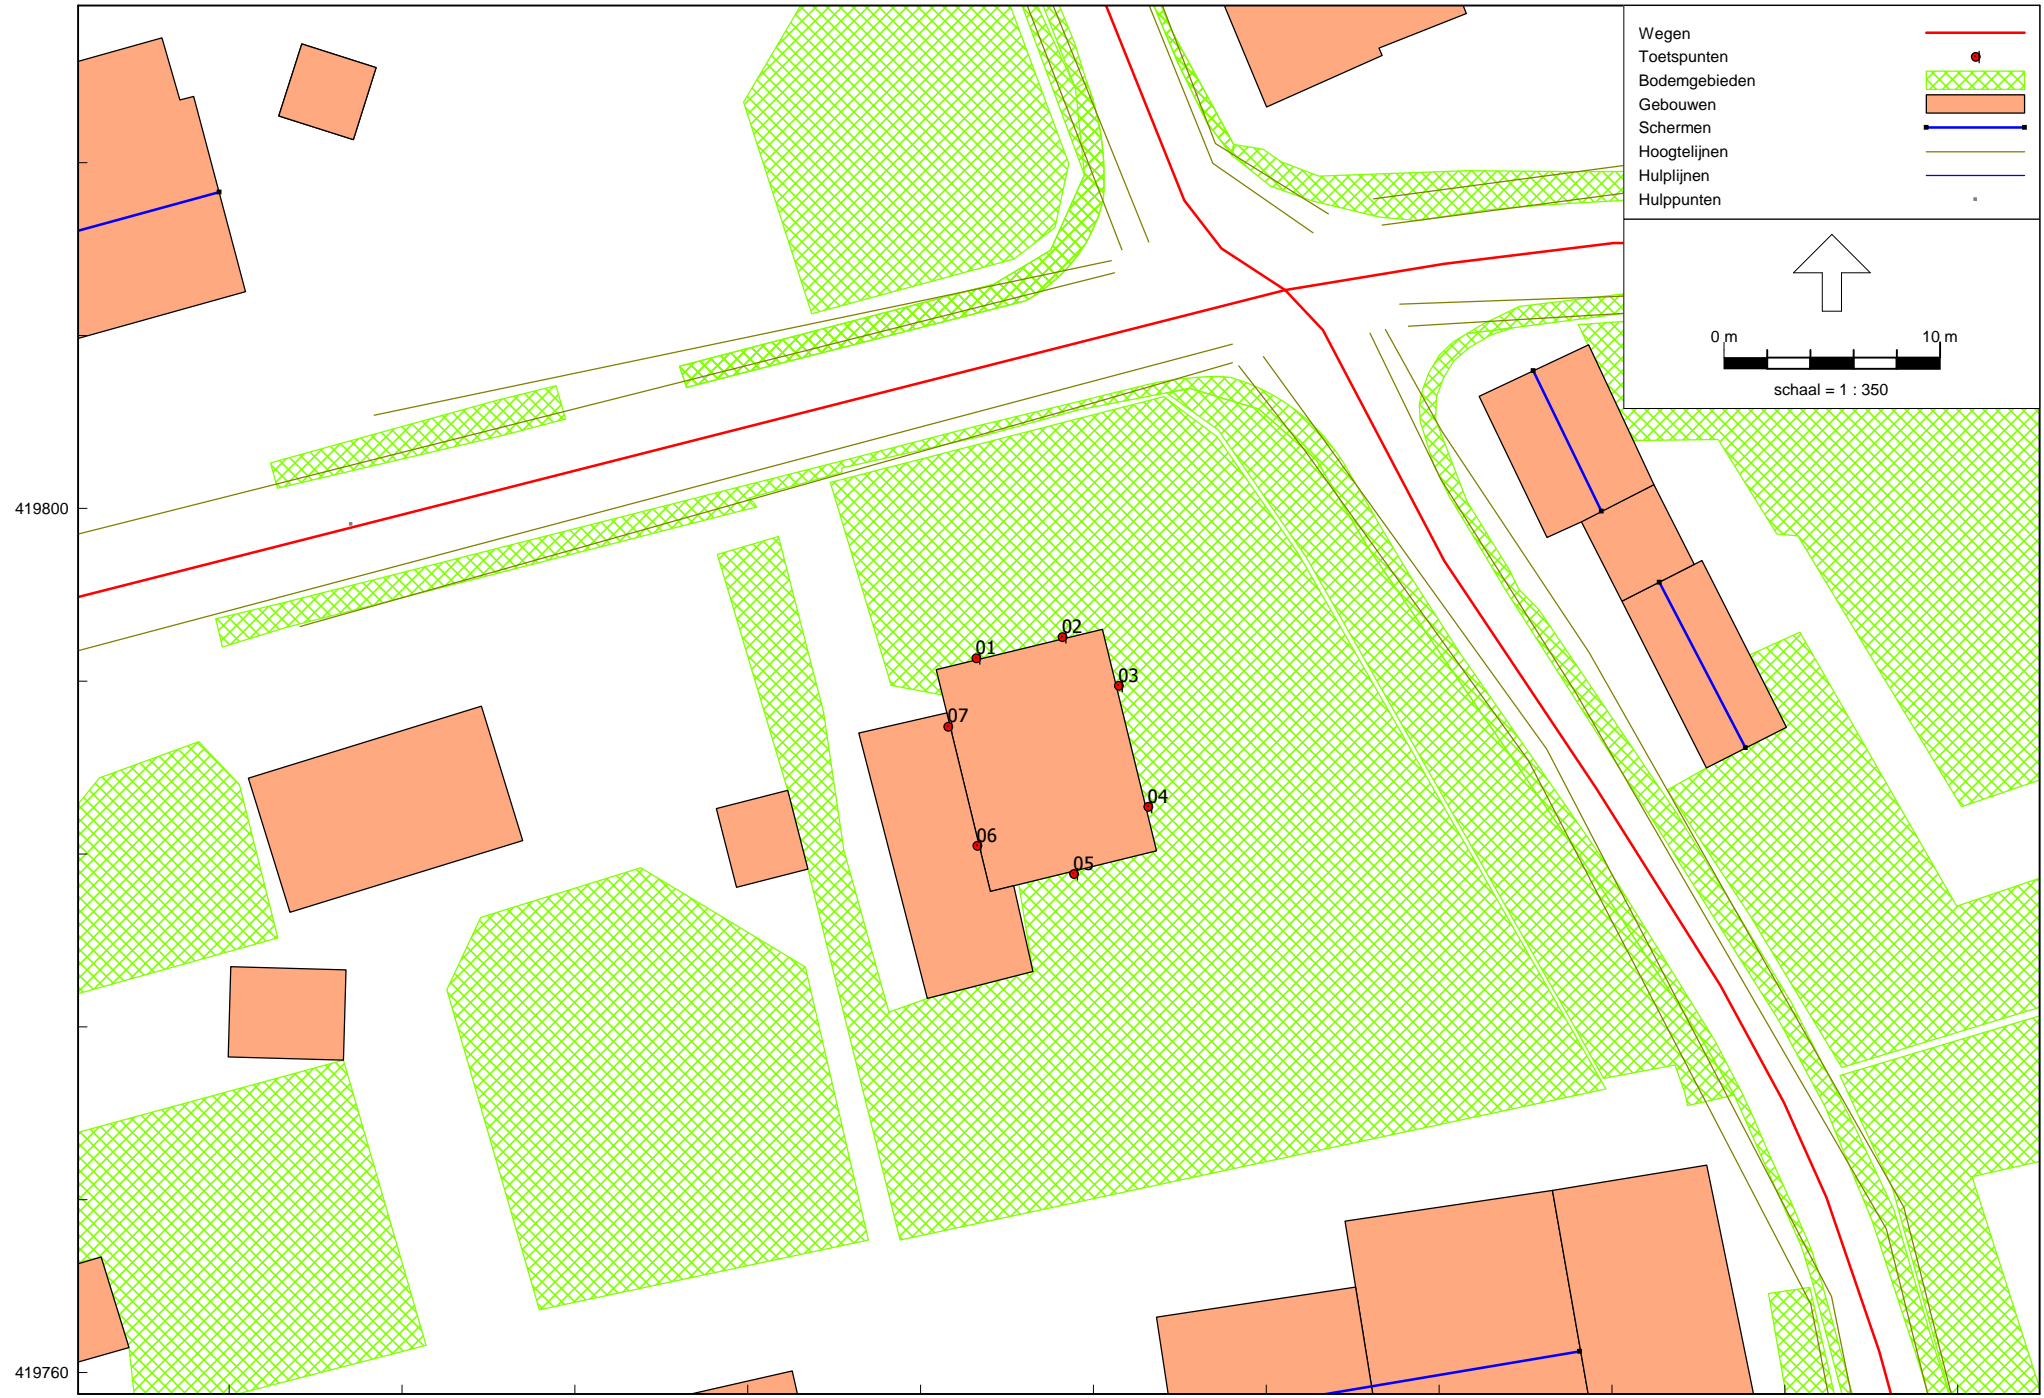 Wegen
Toetspunten
Bodemgebieden
Gebouwen
Schermen
Hoogtelijnen
Hulplijnen
Hulppunten
0 m 10 m
schaal = 1 : 350
419800
01
02
03
07
04
06
05
419760